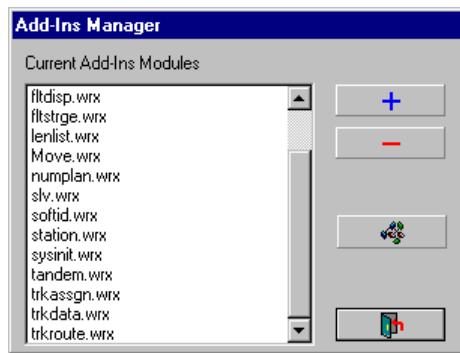 Add-Ins Manager
Current Add-Ins Modules
fltdisp.wrx
fltstrge.wrx
lenlist.wrx
Move.wrx
numplan.wrx
slv.wrx
softid.wrx
station.wrx
sysinit.wrx
tandem.wrx
trkassgn.wrx
trkdata.wrx
trkroute.wrx